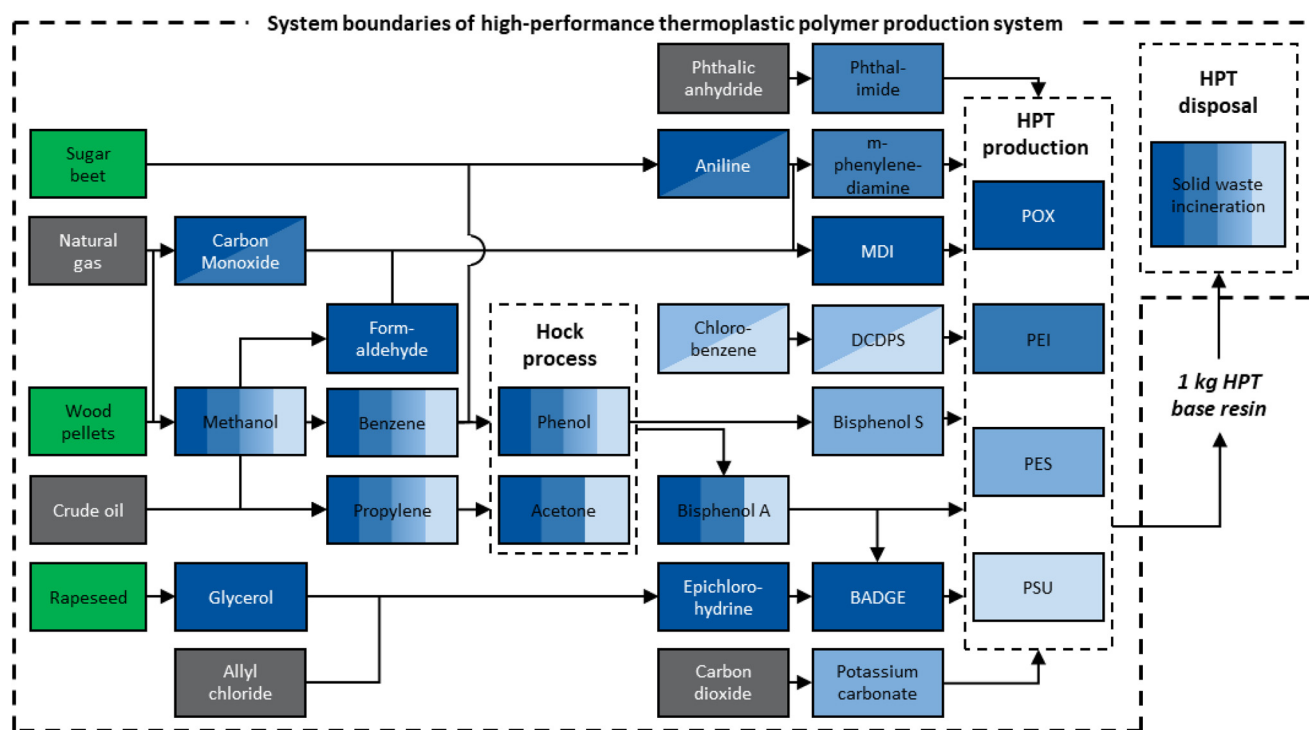 System boundaries of high-performance thermoplastic polymer production system
Phthalic
anhydride
Phthal-
imide
HPT
disposal
HPT
production
Sugar
beet
Aniline
m-
phenylene-
diamine
Solid waste
incineration
POX
Natural
gas
Carbon
Monoxide
MDI
Form-
aldehyde
Hock
process
Chloro-
benzene
DCDPS
PEI
1 kg HPT
base resin
Wood
pellets
Methanol
Benzene
Phenol
Bisphenol S
PES
Crude oil
Propylene
Acetone
Bisphenol A
Rapeseed
Glycerol
Epichloro-
hydrine
BADGE
PSU
Allyl
chloride
Carbon
dioxide
Potassium
carbonate